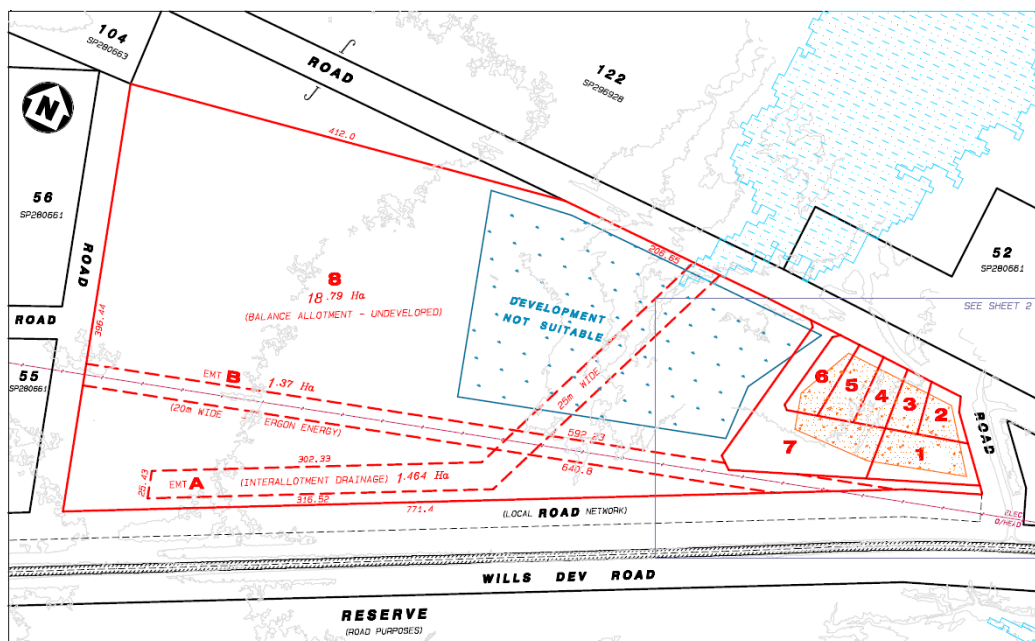 104
SP280663
ROAD
J
J
122
SP296928
N
412.0
56
SP280661
ROAD
396.44
8
18.79 Ha
(BALANCE ALLOTMENT - UNDEVELOPED)
206.65
DEVELOPMENT
NOT SUITABLE
52
SP280661
SEE SHEET 2
ROAD
55
SP280661
EMT B 1.37 Ha
(20m WIDE ERGON ENERGY)
25m WIDE
592.23
640.8
6
5
4
3
2
7
1
ROAD
302.33
25.43
EMT A (INTERALLOTMENT DRAINAGE) 1.464 Ha
316.52
771.4
(LOCAL ROAD NETWORK)
ELEC
O/HEAD
WILLS DEV ROAD
RESERVE
(ROAD PURPOSES)